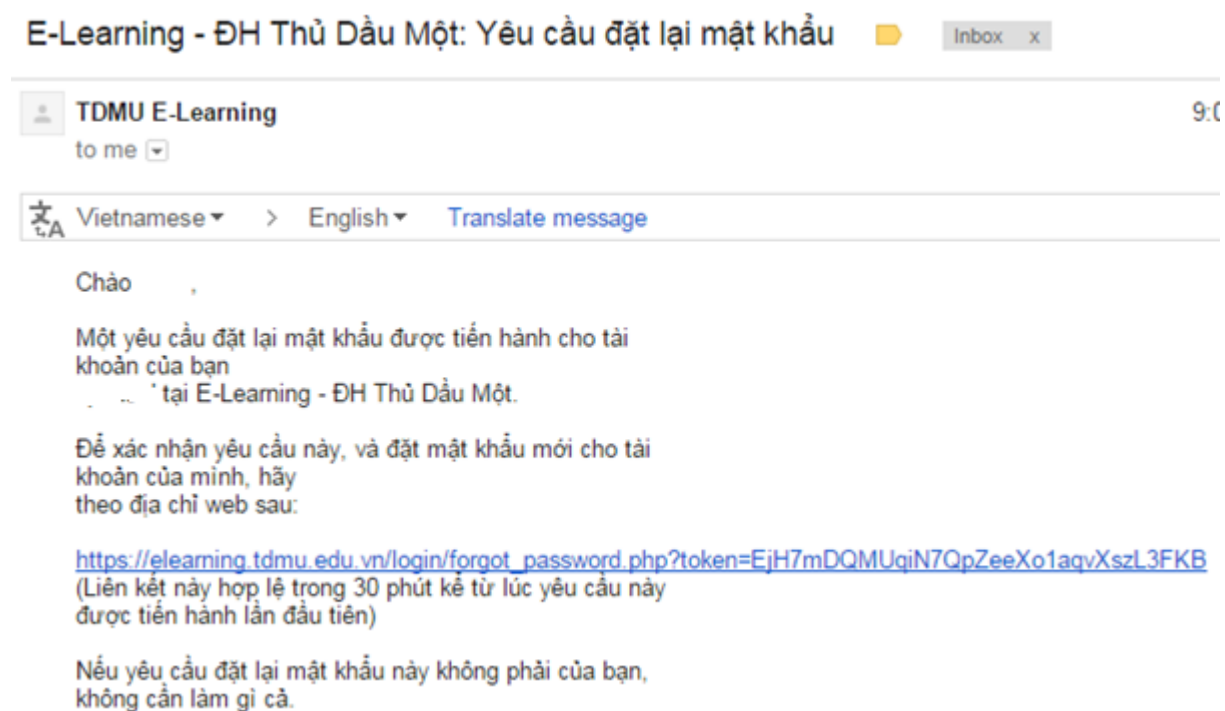 E-Learning - ĐH Thủ Dầu Một: Yêu cầu đặt lại mật khẩu Inbox x
TDMU E-Learning
to me
Vietnamese > English Translate message
Chào ,
Một yêu cầu đặt lại mật khẩu được tiến hành cho tài
khoản của bạn
tại E-Learning - ĐH Thủ Dầu Một.
Để xác nhận yêu cầu này, và đặt mật khẩu mới cho tài
khoản của mình, hãy
theo địa chỉ web sau:
https://elearning.tdmu.edu.vn/login/forgot_password.php?token=EjH7mDQMUqiN7QpZeeXo1aqvXszL3FKB
(Liên kết này hợp lệ trong 30 phút kể từ lúc yêu cầu này
được tiến hành lần đầu tiên)
Nếu yêu cầu đặt lại mật khẩu này không phải của bạn,
không cần làm gì cả.